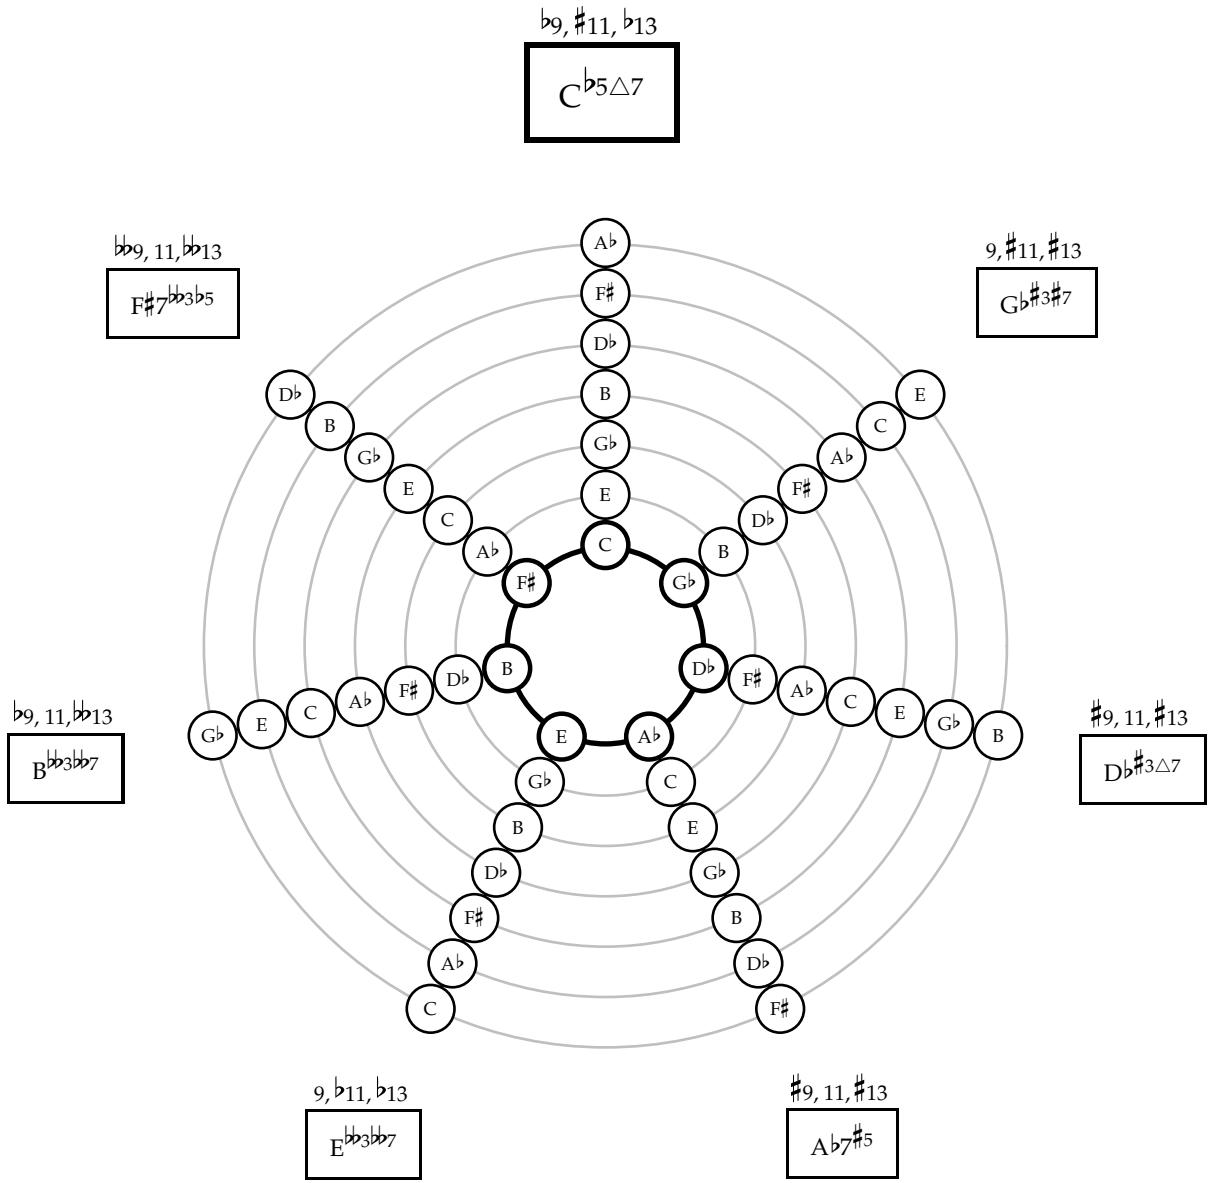 ♭9, ♯11, ♭13
C♭5△7
♭♭9, 11, ♭♭13
F♯7♭♭3♭5
9, ♯11, ♯13
G♭♯3♯7
A♭
F♯
D♭
B
G♭
E
C
D♭
B
G♭
E
C
A♭
F♯
E
C
A♭
F♯
D♭
B
G♭
♭9, 11, ♭♭13
B♭♭3♭♭7
G♭
E
C
A♭
F♯
D♭
B
D♭
F♯
A♭
C
E
G♭
B
♯9, 11, ♯13
D♭♯3△7
E
G♭
B
D♭
F♯
A♭
C
A♭
C
E
G♭
B
D♭
F♯
9, ♭11, ♭13
E♭♭3♭♭7
♯9, 11, ♯13
A♭7♯5